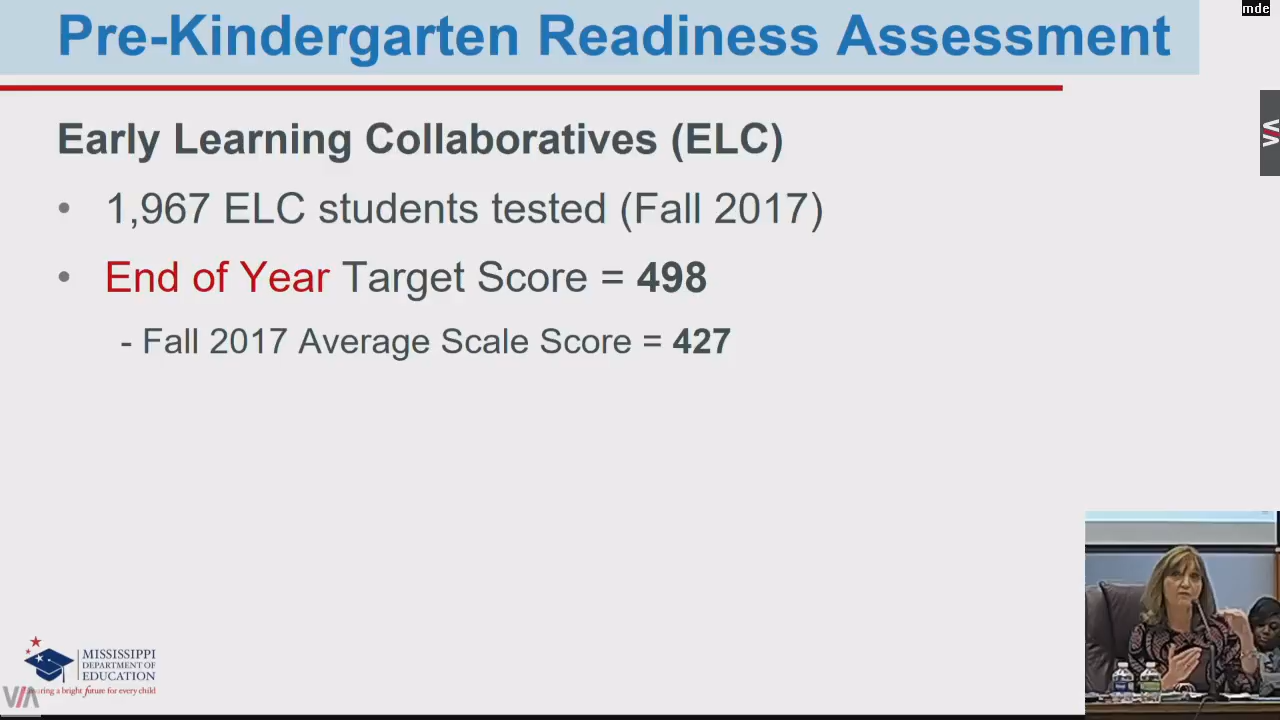 mde
Pre-Kindergarten Readiness Assessment
Early Learning Collaboratives (ELC)
• 1,967 ELC students tested (Fall 2017)
• End of Year Target Score = 498
- Fall 2017 Average Scale Score = 427
MISSISSIPPI
DEPARTMENT OF
EDUCATION
a bright future for every child